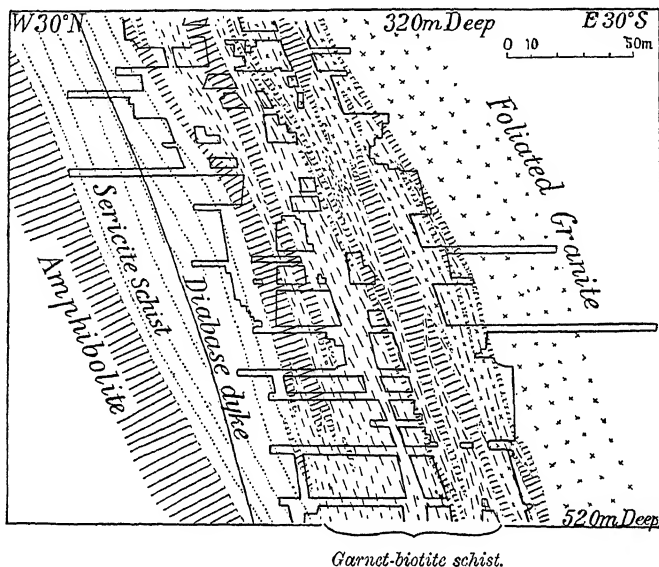 W30°N 320m Deep E30°S
0 10 50m
Foliated Granite
Sericite Schist
Diabase dyke
Amphibolite
520m Deep
Garnet-biotite schist.